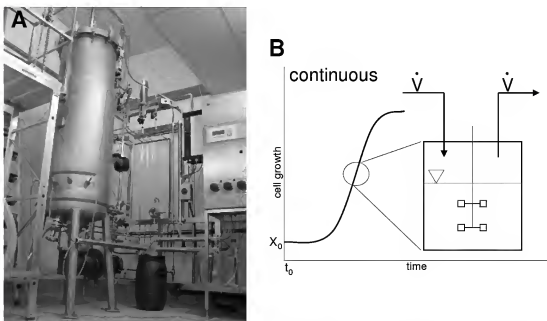 A
B
continuous
V̇
V̇
cell growth
X₀
t₀
time